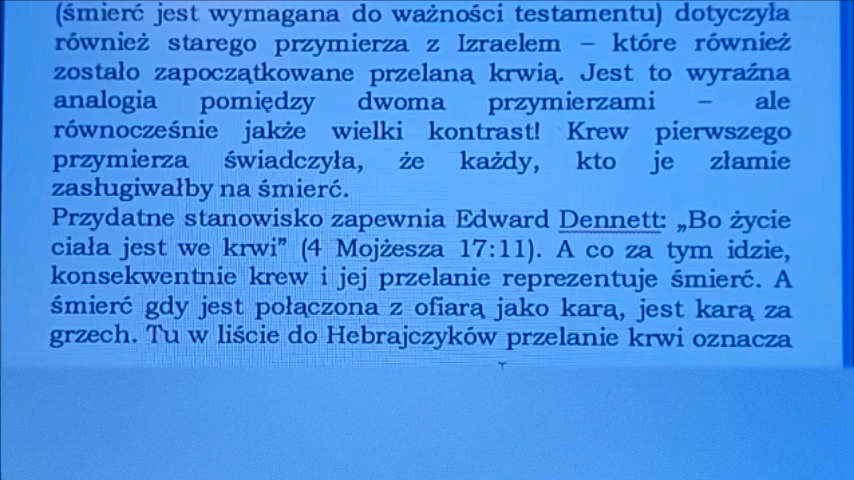 (śmierć jest wymagana do ważności testamentu) dotyczyła
również starego przymierza z Izraelem – które również
zostało zapoczątkowane przelaną krwią. Jest to wyraźna
analogia pomiędzy dwoma przymierzami – ale
równocześnie jakże wielki kontrast! Krew pierwszego
przymierza świadczyła, że każdy, kto je złamie
zasługiwałby na śmierć.
Przydatne stanowisko zapewnia Edward Dennett: „Bo życie
ciała jest we krwi” (4 Mojżesza 17:11). A co za tym idzie,
konsekwentnie krew i jej przelanie reprezentuje śmierć. A
śmierć gdy jest połączona z ofiarą jako karą, jest karą za
grzech. Tu w liście do Hebrajczyków przelanie krwi oznacza